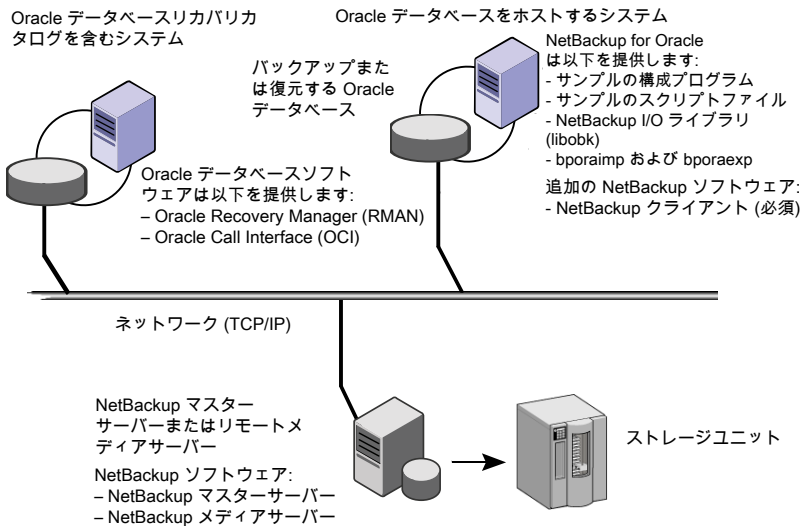 Oracle データベースリカバリカ
タログを含むシステム
Oracle データベースをホストするシステム
バックアップまた
は復元する Oracle
データベース
NetBackup for Oracle
は以下を提供します:
- サンプルの構成プログラム
- サンプルのスクリプトファイル
- NetBackup I/O ライブラリ
(libobk)
- bporaimp および bporaexp
追加の NetBackup ソフトウェア:
- NetBackup クライアント (必須)
Oracle データベースソフト
ウェアは以下を提供します:
– Oracle Recovery Manager (RMAN)
– Oracle Call Interface (OCI)
ネットワーク (TCP/IP)
NetBackup マスター
サーバーまたはリモートメ
ディアサーバー
NetBackup ソフトウェア:
– NetBackup マスターサーバー
– NetBackup メディアサーバー
ストレージユニット